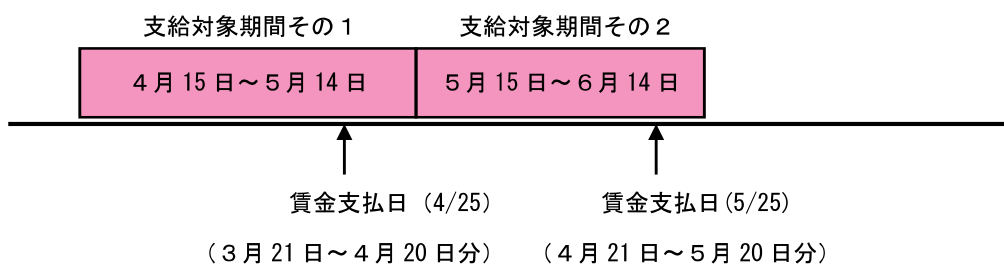 支給対象期間その１ 支給対象期間その２
４月 15 日～５月 14 日 ５月 15 日～６月 14 日
賃金支払日（4/25） 賃金支払日(5/25)
（３月 21 日～４月 20 日分） （４月 21 日～５月 20 日分）